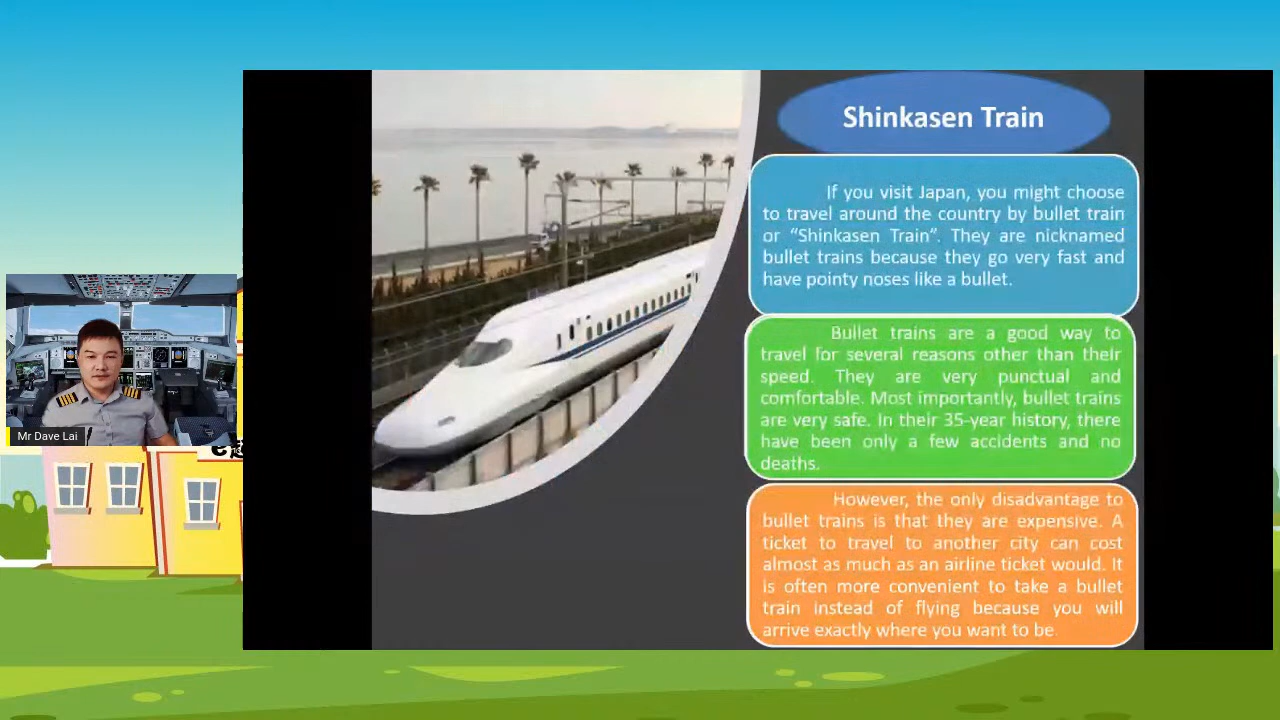 Shinkasen Train
If you visit Japan, you might choose
to travel around the country by bullet train
or “Shinkasen Train”. They are nicknamed
bullet trains because they go very fast and
have pointy noses like a bullet.
Bullet trains are a good way to
travel for several reasons other than their
speed. They are very punctual and
comfortable. Most importantly, bullet trains
are very safe. In their 35-year history, there
have been only a few accidents and no
deaths.
However, the only disadvantage to
bullet trains is that they are expensive. A
ticket to travel to another city can cost
almost as much as an airline ticket would. It
is often more convenient to take a bullet
train instead of flying because you will
arrive exactly where you want to be.
Mr Dave Lai